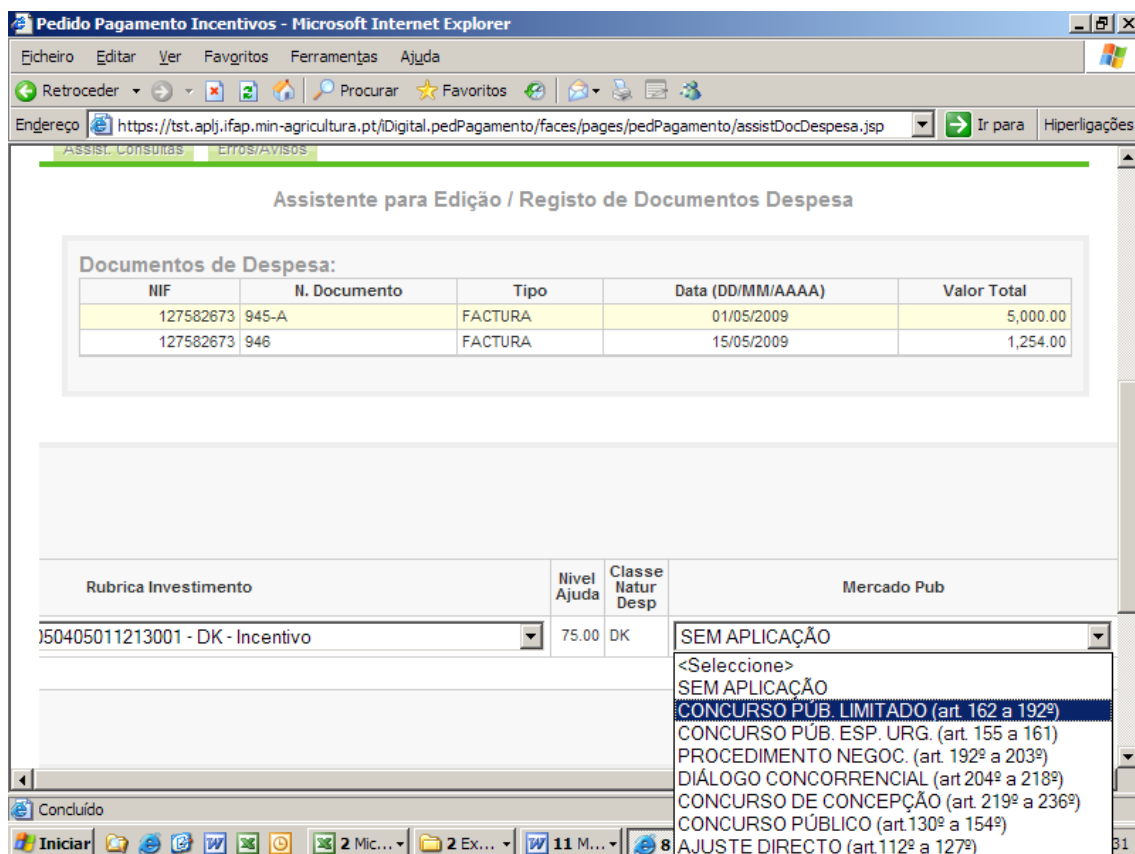 Pedido Pagamento Incentivos - Microsoft Internet Explorer
Ficheiro Editar Ver Favoritos Ferramentas Ajuda
Retroceder Procurar Favoritos
Endereço https://tst.aplj.ifap.min-agricultura.pt/iDigital.pedPagamento/faces/pages/pedPagamento/assistDocDespesa.jsp Ir para Hiperligações
Assist. Consultas Erros/Avisos
Assistente para Edição / Registo de Documentos Despesa
Documentos de Despesa:
NIF N. Documento Tipo Data (DD/MM/AAAA) Valor Total
127582673 945-A FACTURA 01/05/2009 5,000.00
127582673 946 FACTURA 15/05/2009 1,254.00
Rubrica Investimento Nivel Ajuda Classe Natur Desp Mercado Pub
050405011213001 - DK - Incentivo 75.00 DK SEM APLICAÇÃO
<Seleccione>
SEM APLICAÇÃO
CONCURSO PÚB. LIMITADO (art. 162 a 192º)
CONCURSO PÚB. ESP. URG. (art. 155 a 161)
PROCEDIMENTO NEGOC. (art. 192º a 203º)
DIÁLOGO CONCORRENCIAL (art 204º a 218º)
CONCURSO DE CONCEPÇÃO (art. 219º a 236º)
CONCURSO PÚBLICO (art.130º a 154º)
AJUSTE DIRECTO (art.112º a 127º)
Concluído
Iniciar 2 Mic... 2 Ex... 11 M... 8 31